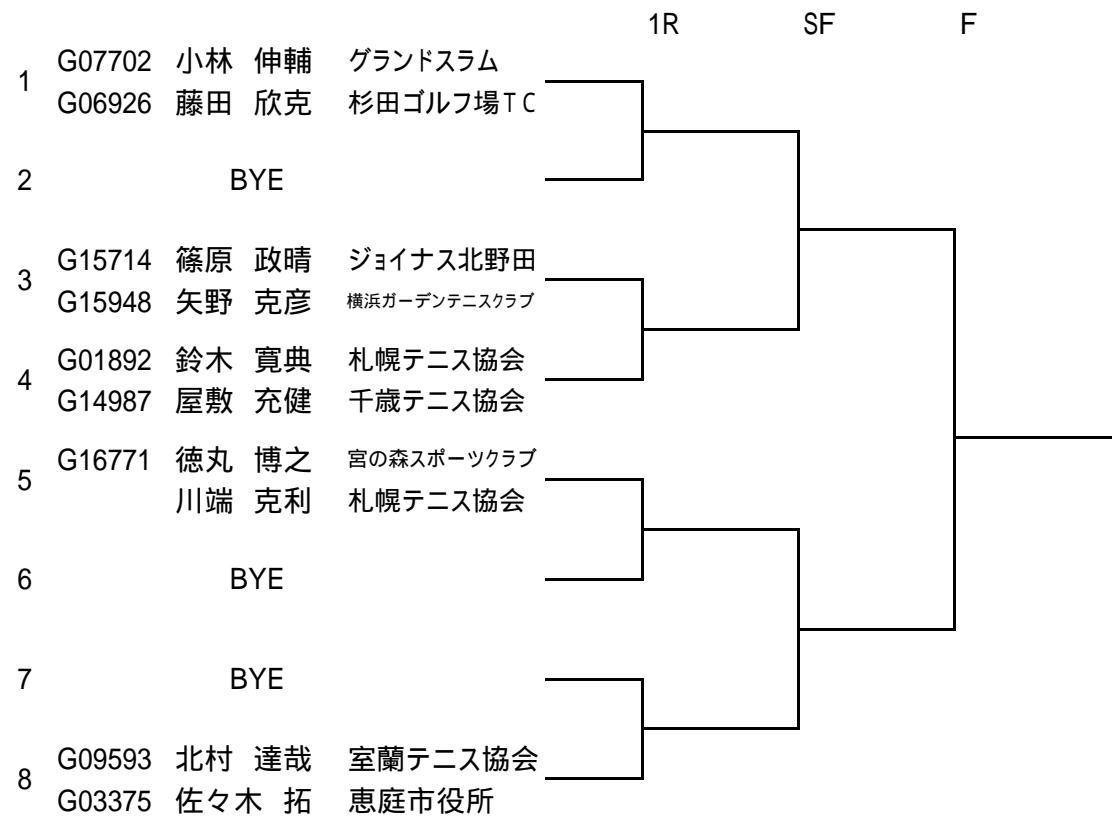 1R SF F
1
G07702 小林 伸輔 グランドスラム
G06926 藤田 欣克 杉田ゴルフ場TC
2 BYE
3
G15714 篠原 政晴 ジョイナス北野田
G15948 矢野 克彦 横浜ガーデンテニスクラブ
4
G01892 鈴木 寛典 札幌テニス協会
G14987 屋敷 充健 千歳テニス協会
5
G16771 徳丸 博之 宮の森スポーツクラブ
川端 克利 札幌テニス協会
6 BYE
7 BYE
8
G09593 北村 達哉 室蘭テニス協会
G03375 佐々木 拓 恵庭市役所